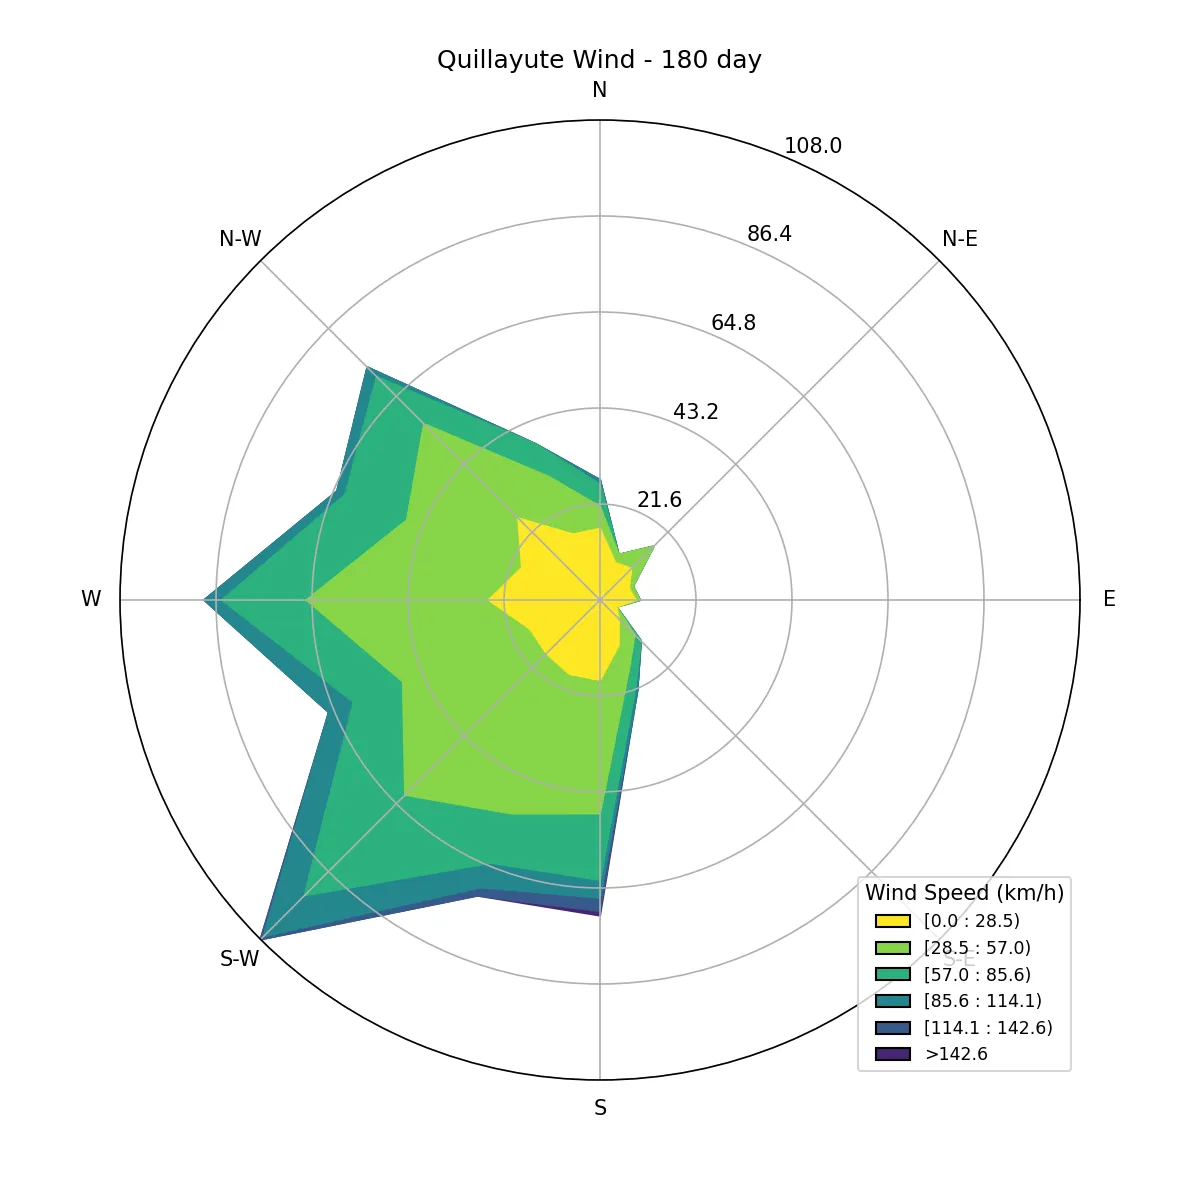 Quillayute Wind - 180 day
N
108.0
86.4
N-W
N-E
64.8
43.2
21.6
W
E
Wind Speed (km/h)
[0.0 : 28.5)
[28.5 : 57.0)
S-W
S-E
[57.0 : 85.6)
[85.6 : 114.1)
[114.1 : 142.6)
>142.6
S